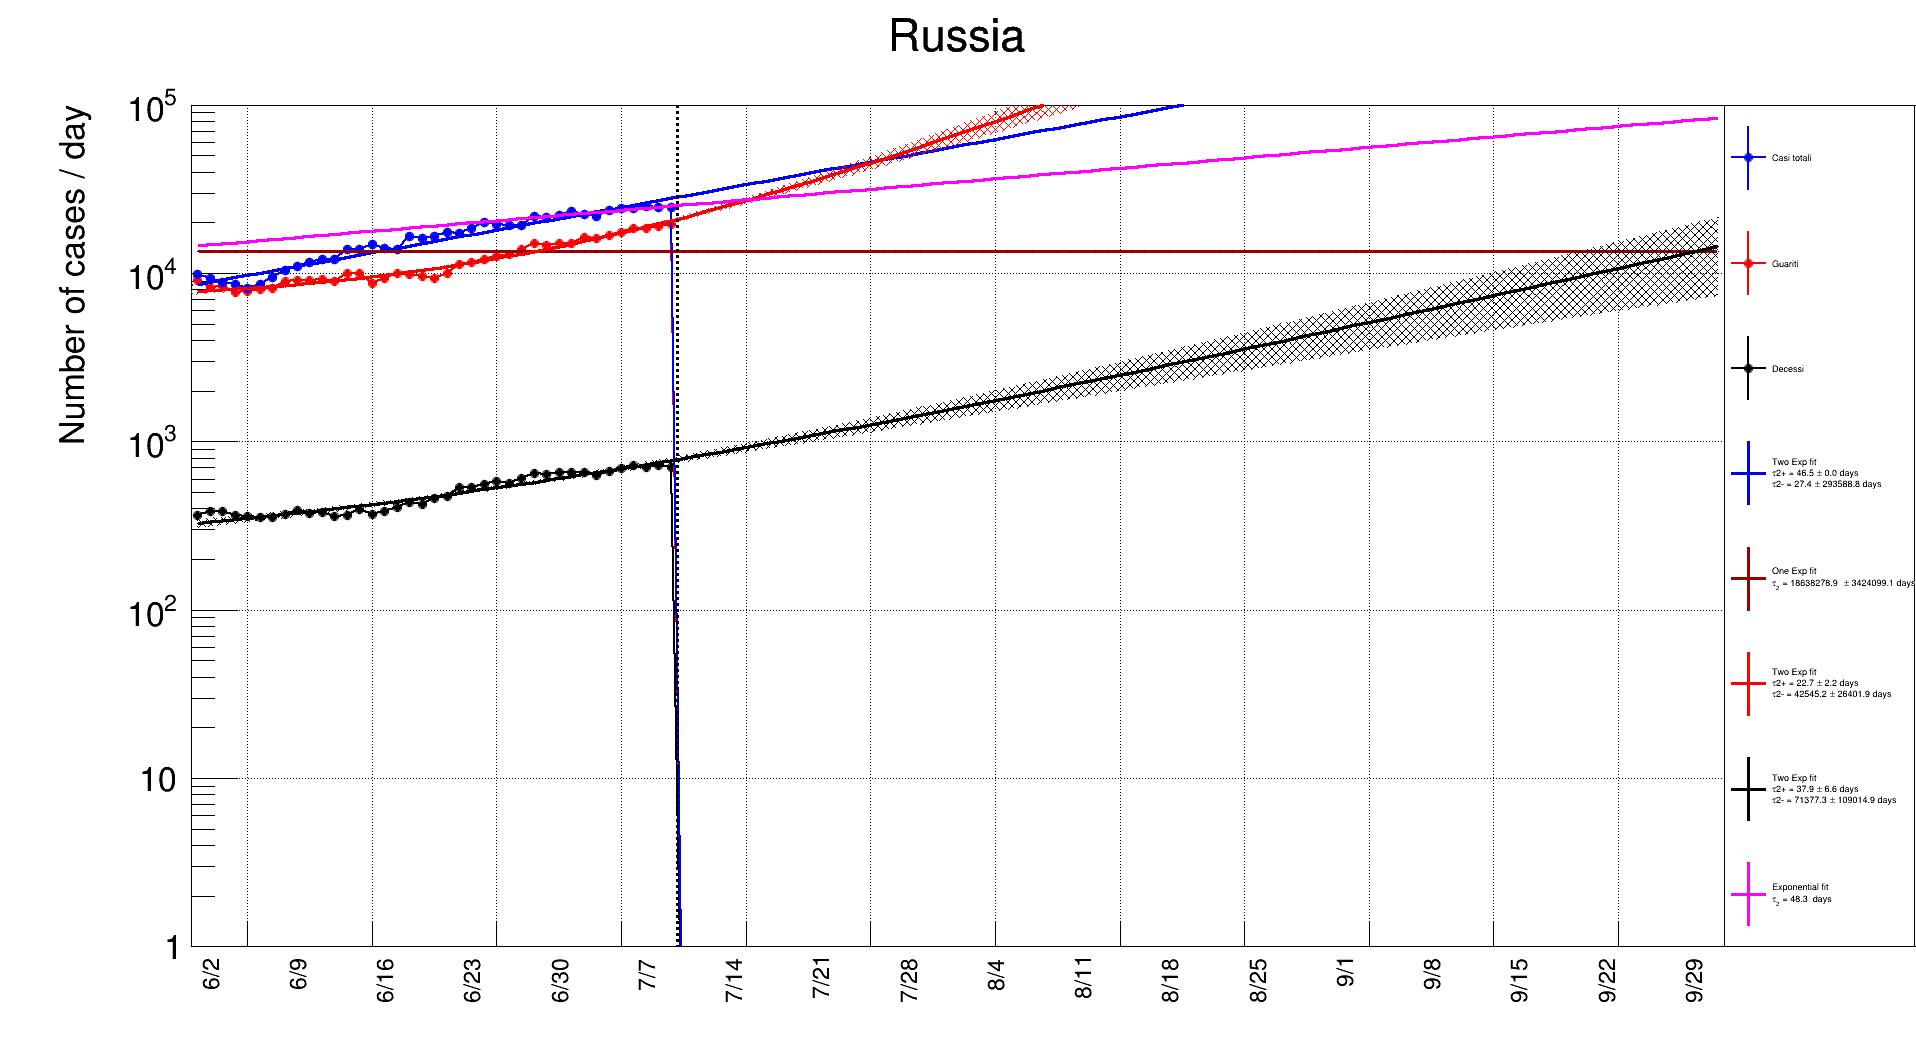 Russia
Number of cases / day
10^5
10^4
10^3
10^2
10
1
6/2 6/9 6/16 6/23 6/30 7/7 7/14 7/21 7/28 8/4 8/11 8/18 8/25 9/1 9/8 9/15 9/22 9/29
Casi totali
Guariti
Decessi
Two Exp fit
τ2+ = 46.5 ± 0.0 days
τ2- = 27.4 ± 293588.8 days
One Exp fit
τ_2 = 18638278.9 ± 3424099.1 days
Two Exp fit
τ2+ = 22.7 ± 2.2 days
τ2- = 42545.2 ± 26401.9 days
Two Exp fit
τ2+ = 37.9 ± 6.6 days
τ2- = 71377.3 ± 109014.9 days
Exponential fit
τ_2 = 48.3 days